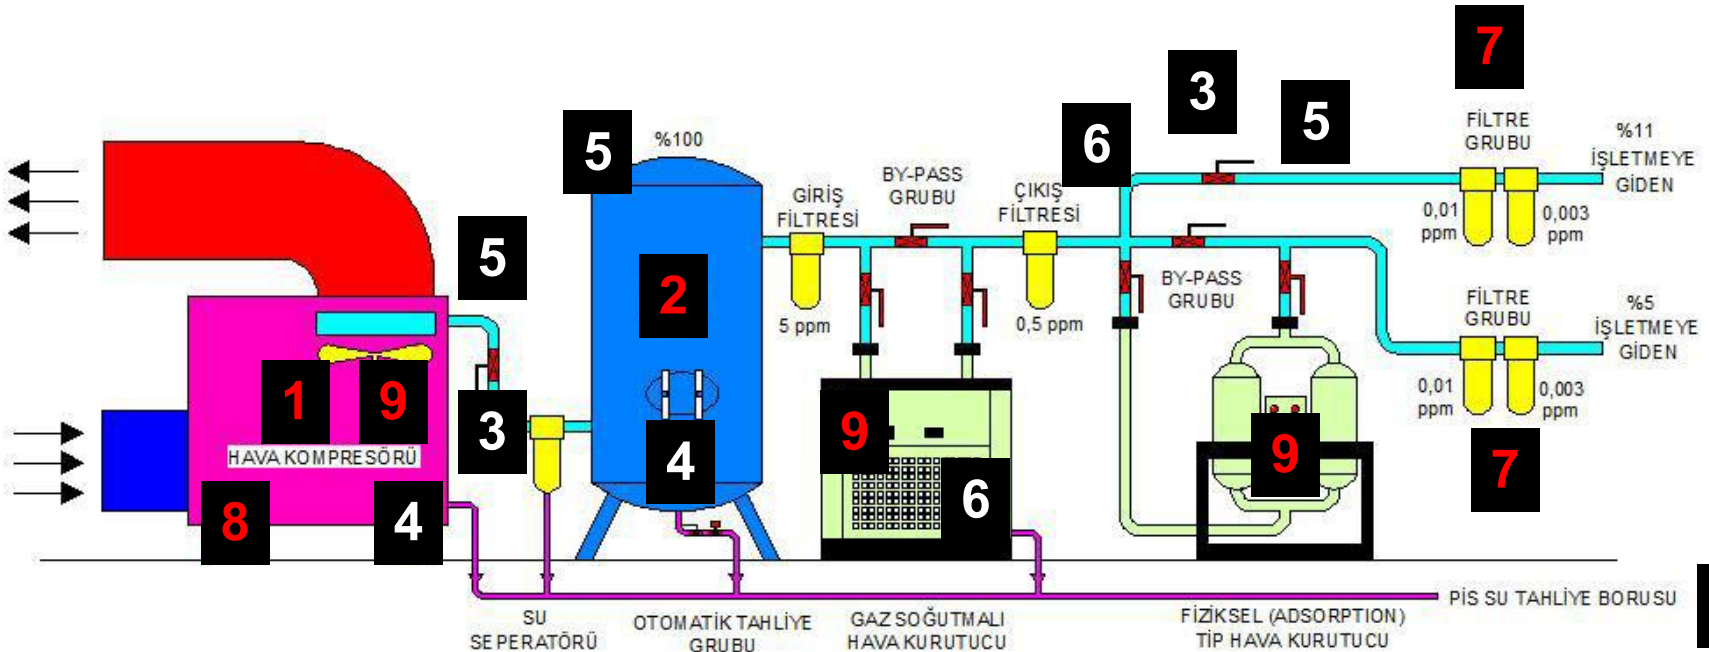 7
3
5
FİLTRE
GRUBU
%11
İŞLETMEYE
GİDEN
6
5
%100
BY-PASS
GRUBU
GİRİŞ
FİLTRESİ
ÇIKIŞ
FİLTRESİ
0,01
ppm
0,003
ppm
5
2
BY-PASS
GRUBU
5 ppm
0,5 ppm
FİLTRE
GRUBU
%5
İŞLETMEYE
GİDEN
1
9
3
HAVA KOMPRESÖRÜ
4
9
6
9
0,01
ppm
0,003
ppm
7
8
4
SU
SEPERATÖRÜ
OTOMATİK TAHLİYE
GRUBU
GAZ SOĞUTMALI
HAVA KURUTUCU
FİZİKSEL (ADSORPTION)
TİP HAVA KURUTUCU
PİS SU TAHLİYE BORUSU